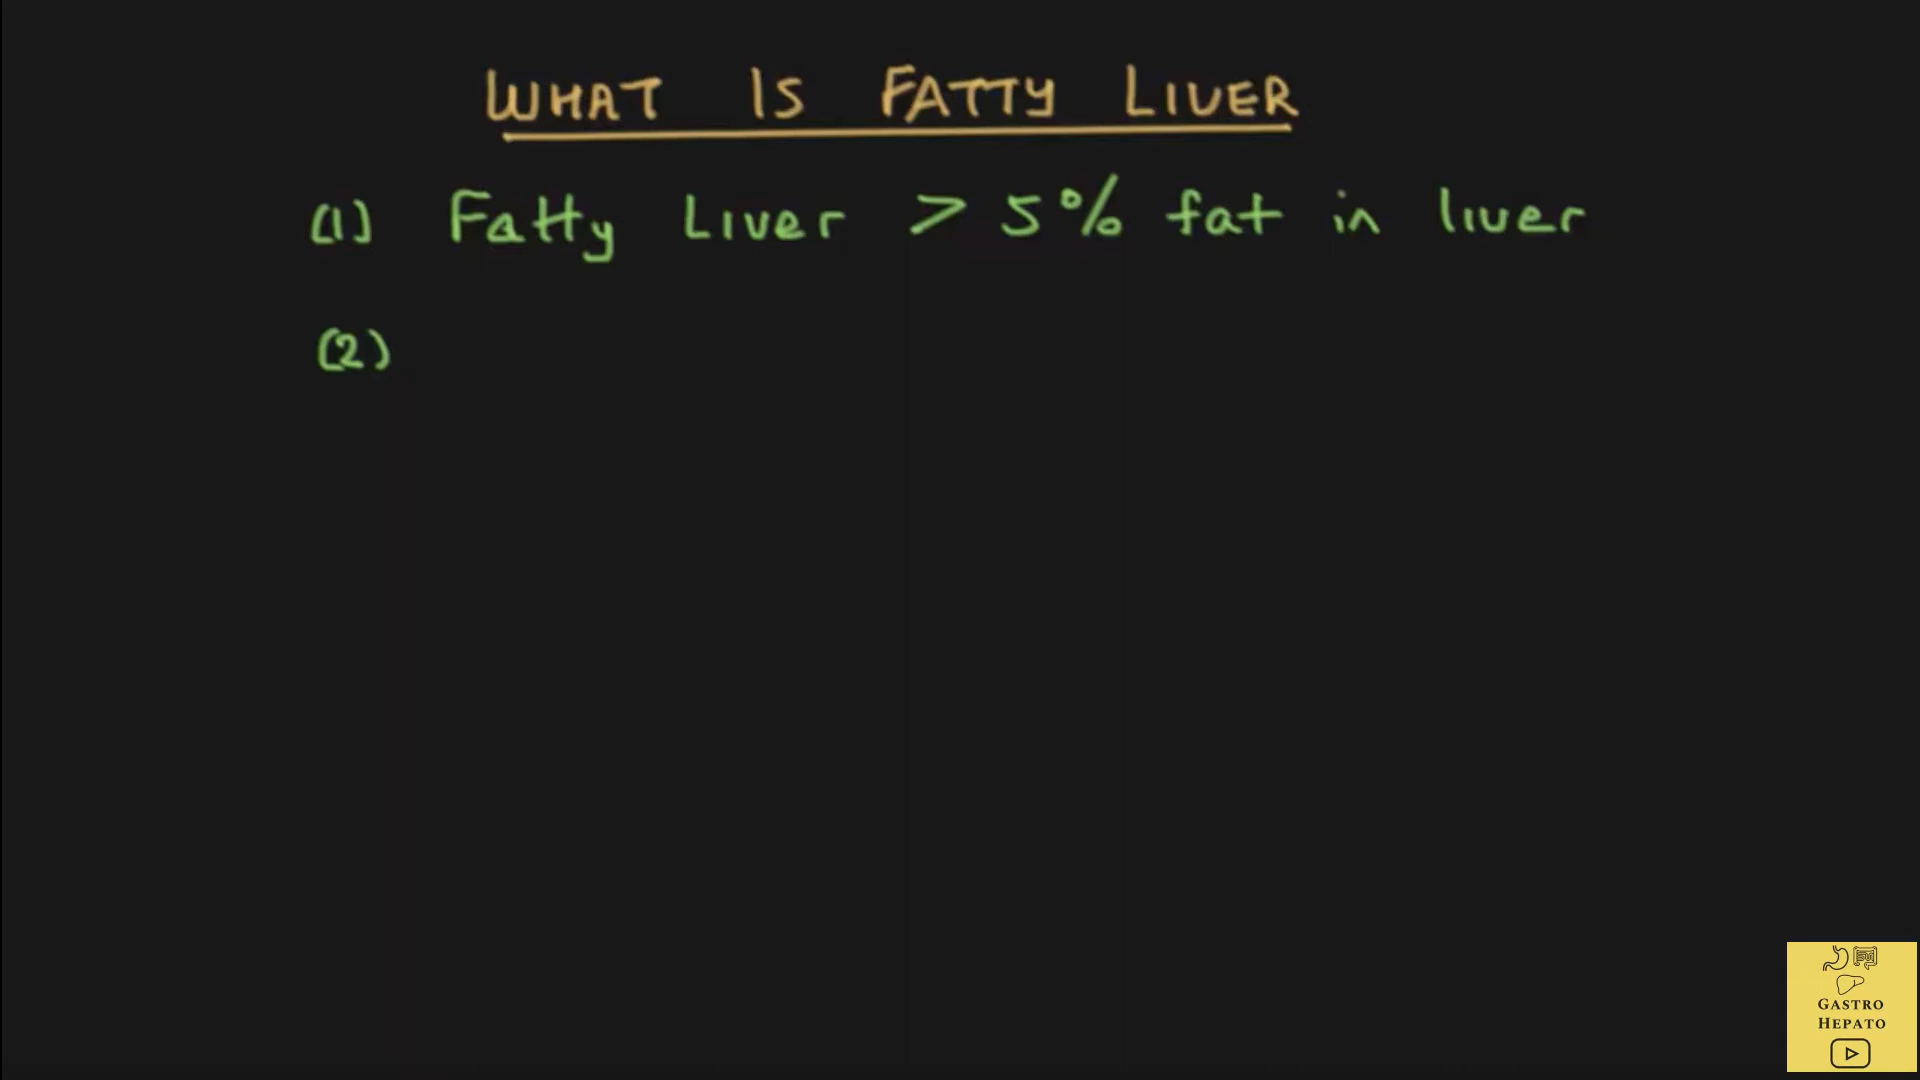 WHAT IS FATTY LIVER
(1) Fatty Liver > 5% fat in liver
(2)
GASTRO
HEPATO